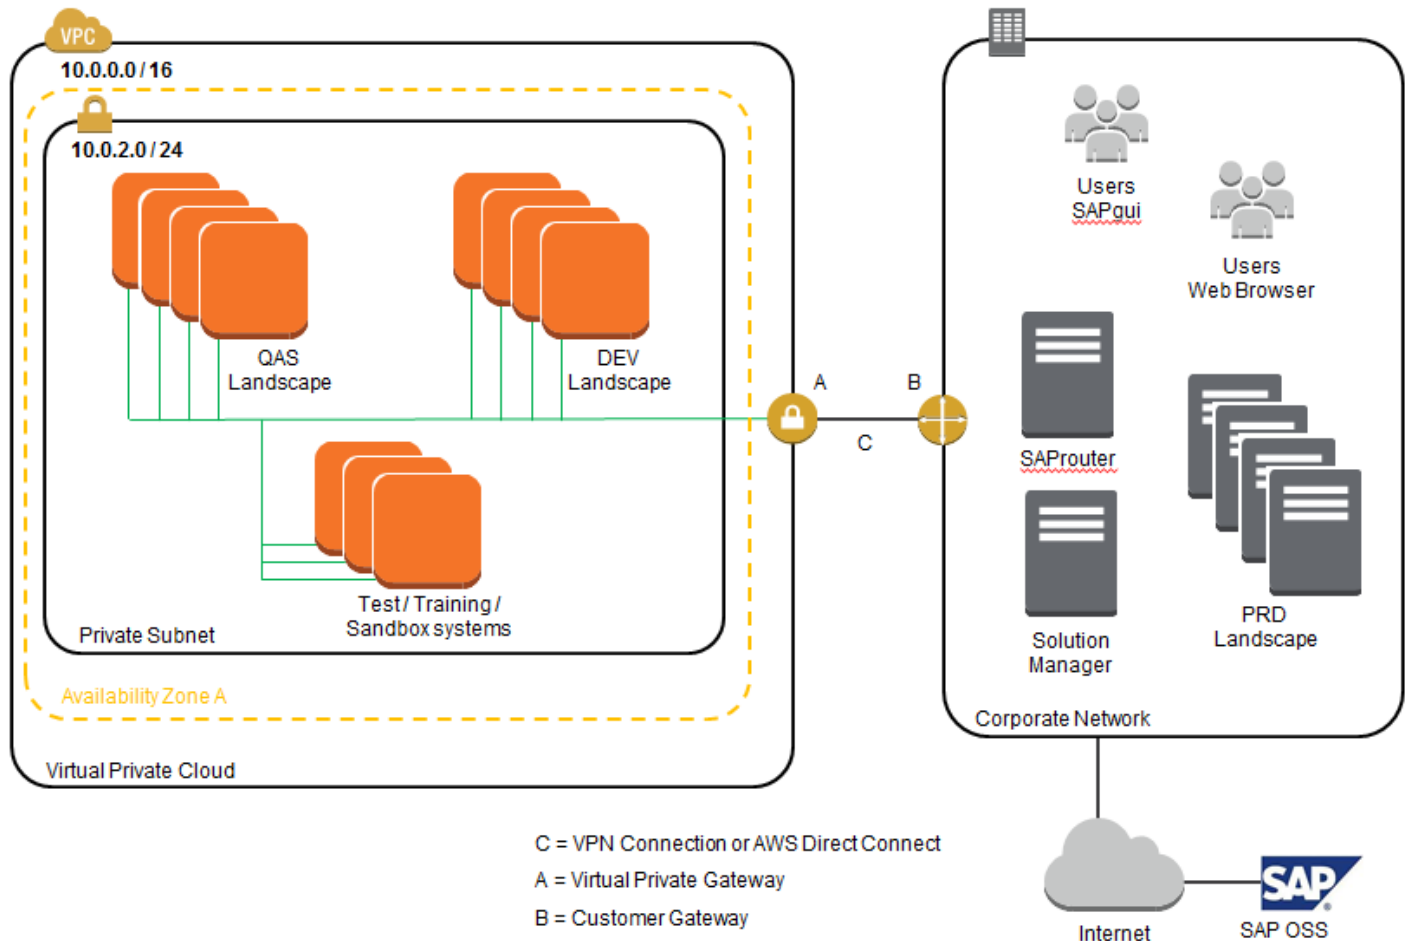 VPC
10.0.0.0 / 16
10.0.2.0 / 24
QAS
Landscape
DEV
Landscape
Test / Training /
Sandbox systems
Private Subnet
Availability Zone A
Virtual Private Cloud
A
B
C
Users
SAPgui
Users
Web Browser
SAProuter
Solution
Manager
PRD
Landscape
Corporate Network
C = VPN Connection or AWS Direct Connect
A = Virtual Private Gateway
B = Customer Gateway
Internet
SAP®
SAP OSS